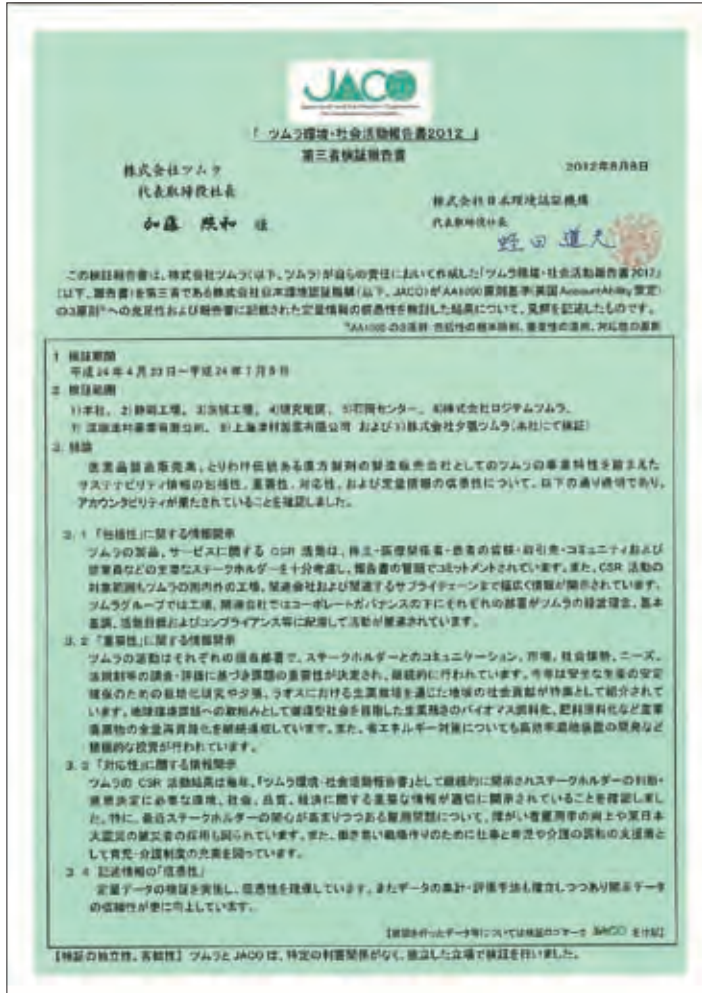 JACO
「 ツムラ環境・社会活動報告書2012 」
第三者検証報告書
2012年8月8日
株式会社ツムラ
代表取締役社長
加藤 照和 様
株式会社日本環境認証機構
代表取締役社長
蛭田 道夫
この検証報告書は、株式会社ツムラ(以下、ツムラ)が自らの責任において作成した「ツムラ環境・社会活動報告書2012」
(以下、報告書)を第三者である株式会社日本環境認証機構(以下、JACO)がAA1000原則基準(英国AccountAbility策定)
の3原則*への充足性および報告書に記載された定量情報の信憑性を検討した結果について、見解を記述したものです。
*AA1000の3原則:包括性の根本原則、重要性の原則、対応性の原則
1 検証期間
平成24年4月23日~平成24年7月9日
2 検証範囲
1)本社、 2)静岡工場、 3)茨城工場、 4)研究地区、 5)石岡センター、 6)株式会社ロジテムツムラ、
7) 深圳津村薬業有限公司、 8)上海津村製薬有限公司 および 9)株式会社夕張ツムラ(本社にて検証)
3. 結論
医薬品製造販売業、とりわけ伝統ある漢方製剤の製造販売会社としてのツムラの事業特性を踏まえた
サステナビリティ情報の包括性、重要性、対応性、および定量情報の信憑性について、以下の通り適切であり、
アカウンタビリティが果たされていることを確認しました。
3. 1 「包括性」に関する情報開示
ツムラの製品、サービスに関する CSR 活動は、株主・医療関係者・患者の皆様・取引先・コミュニティおよび
従業員などの主要なステークホルダーを十分考慮し、報告書の冒頭でコミットメントされています。また、CSR 活動の
対象範囲もツムラの国内外の工場、関連会社および関連するサプライチェーンまで幅広く情報が開示されています。
ツムラグループでは工場、関連会社ではコーポレートガバナンスの下にそれぞれの部署がツムラの経営理念、基本
基調、活動目標およびコンプライアンス等に配慮して活動が推進されています。
3. 2 「重要性」に関する情報開示
ツムラの活動はそれぞれの担当部署で、ステークホルダーとのコミュニケーション、市場、社会情勢、ニーズ、
法規制等の調査・評価に基づき課題の重要性が決定され、継続的に行われています。今年は安全な生薬の安定
確保のための栽培化研究や夕張、ラオスにおける生薬栽培を通じた地域の社会貢献が特集として紹介されて
います。地球環境課題への取組みとして循環型社会を目指した生薬残さのバイオマス燃料化、肥料原料化など産業
廃棄物の全量再資源化を継続達成しています。また、省エネルギー対策についても高効率濃縮装置の開発など
積極的な投資が行われています。
3. 3 「対応性」に関する情報開示
ツムラの CSR 活動結果は毎年、「ツムラ環境・社会活動報告書」として継続的に開示されステークホルダーの判断・
意思決定に必要な環境、社会、品質、経済に関する重要な情報が適切に開示されていることを確認しまし
た。特に、最近ステークホルダーの関心が高まりつつある雇用問題について、障がい者雇用率の向上や東日本
大震災の被災者の採用も図られています。また、働き易い職場作りのために仕事と育児や介護の両立の支援策と
して育児・介護制度の充実を図っています。
3. 4 記述情報の「信憑性」
定量データの検証を実施し、信憑性を確保しています。またデータの集計・評価手法も確立しつつあり開示データ
の信頼性が更に向上しています。
【検証を行ったデータ等については検証のロゴマーク JACO を付記】
【検証の独立性、客観性】 ツムラとJACOは、特定の利害関係がなく、独立した立場で検証を行いました。